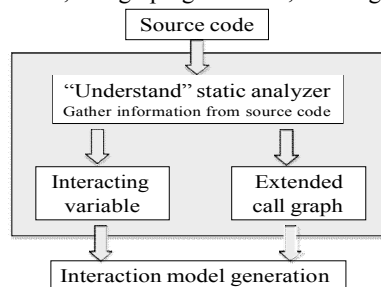 Source code
“Understand” static analyzer
Gather information from source code
Interacting
variable
Extended
call graph
Interaction model generation